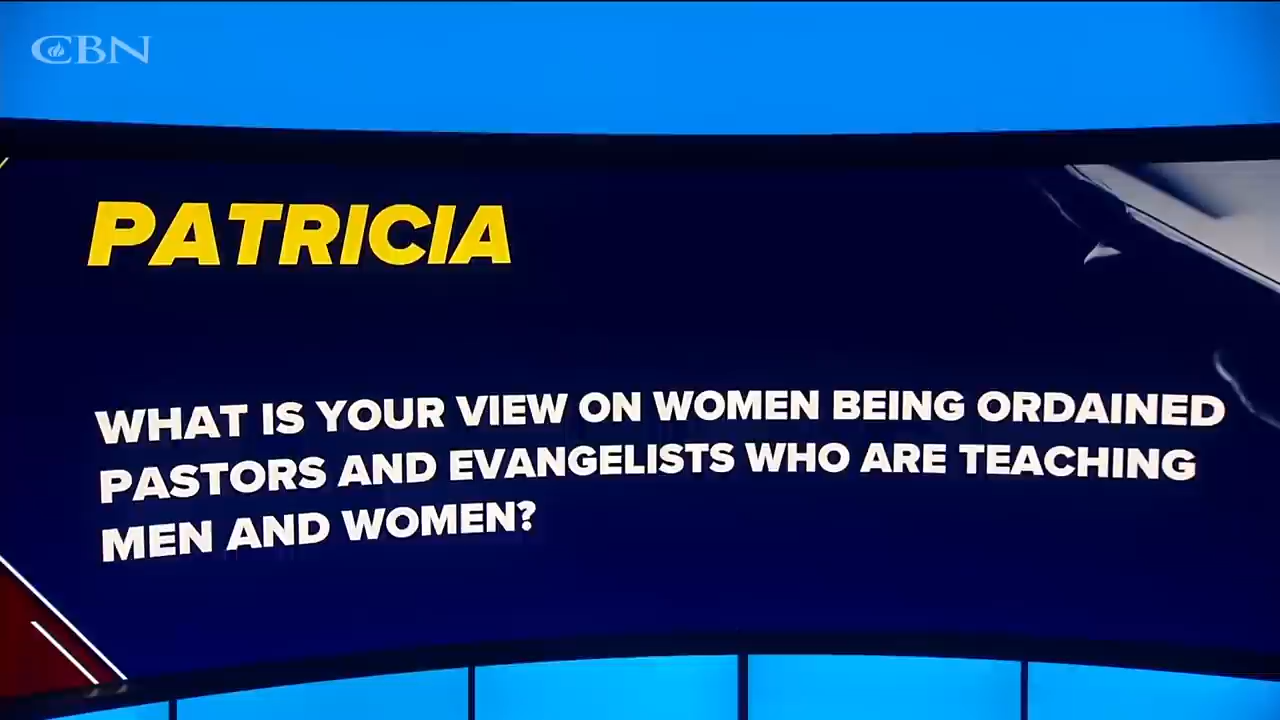 CBN
PATRICIA
WHAT IS YOUR VIEW ON WOMEN BEING ORDAINED
PASTORS AND EVANGELISTS WHO ARE TEACHING
MEN AND WOMEN?